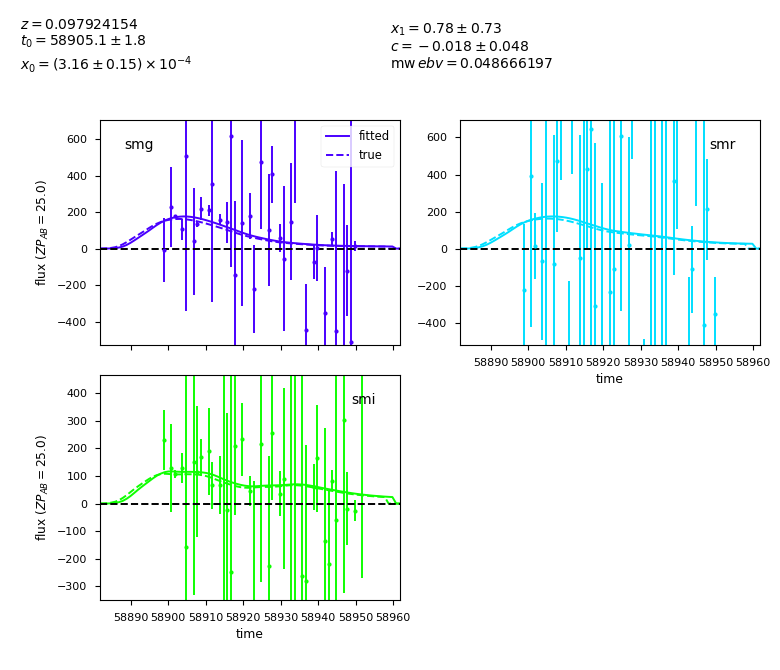 z = 0.097924154
t₀ = 58905.1 ± 1.8
x₀ = (3.16 ± 0.15) × 10⁻⁴
x₁ = 0.78 ± 0.73
c = −0.018 ± 0.048
mw ebv = 0.048666197
600
400
200
0
−200
−400
flux (ZP_AB = 25.0)
smg
fitted
true
600
400
200
0
−200
−400
smr
58890 58900 58910 58920 58930 58940 58950 58960
time
400
300
200
100
0
−100
−200
−300
flux (ZP_AB = 25.0)
smi
58890 58900 58910 58920 58930 58940 58950 58960
time